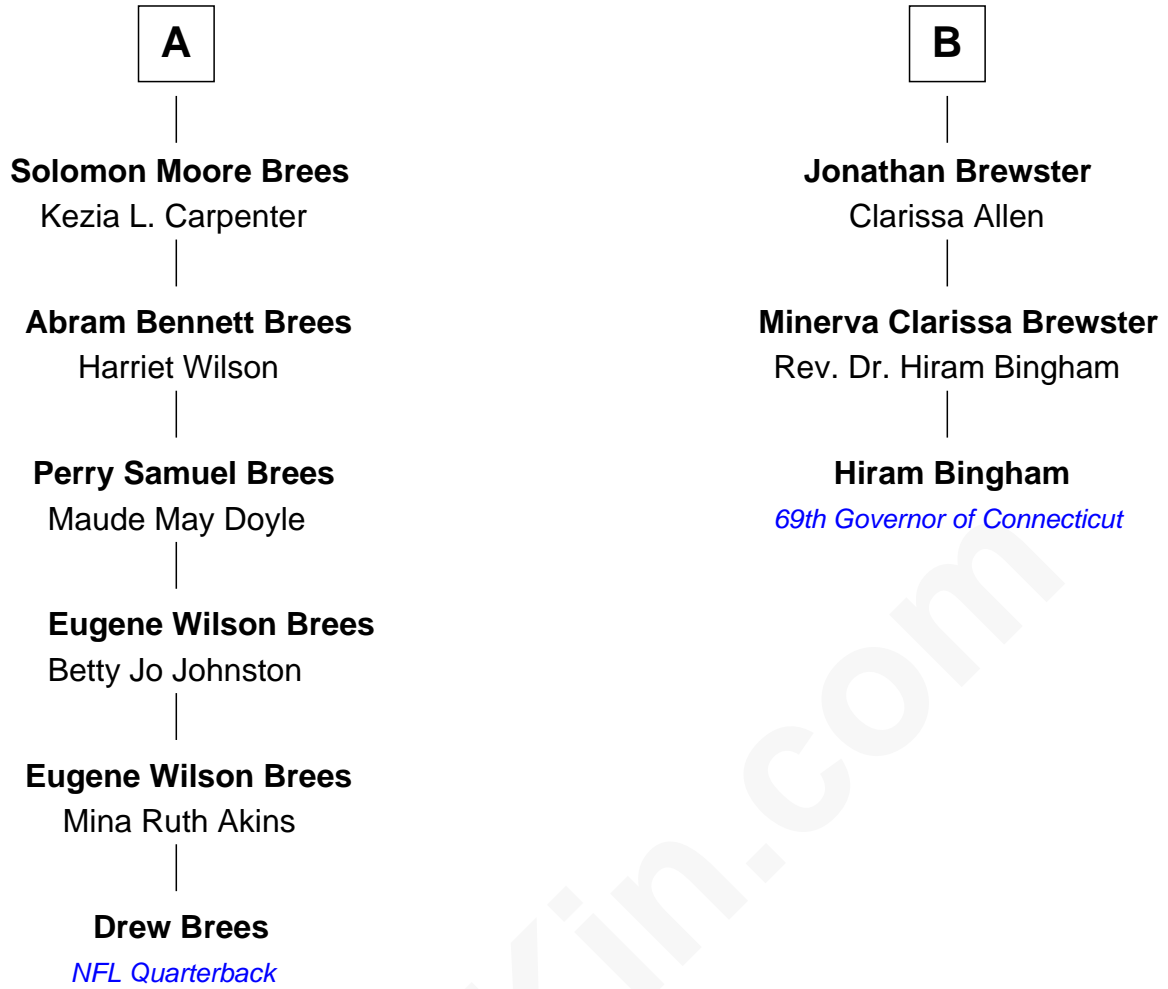 A
Solomon Moore Brees
Kezia L. Carpenter
Abram Bennett Brees
Harriet Wilson
Perry Samuel Brees
Maude May Doyle
Eugene Wilson Brees
Betty Jo Johnston
Eugene Wilson Brees
Mina Ruth Akins
Drew Brees
NFL Quarterback
B
Jonathan Brewster
Clarissa Allen
Minerva Clarissa Brewster
Rev. Dr. Hiram Bingham
Hiram Bingham
69th Governor of Connecticut
Kin.com